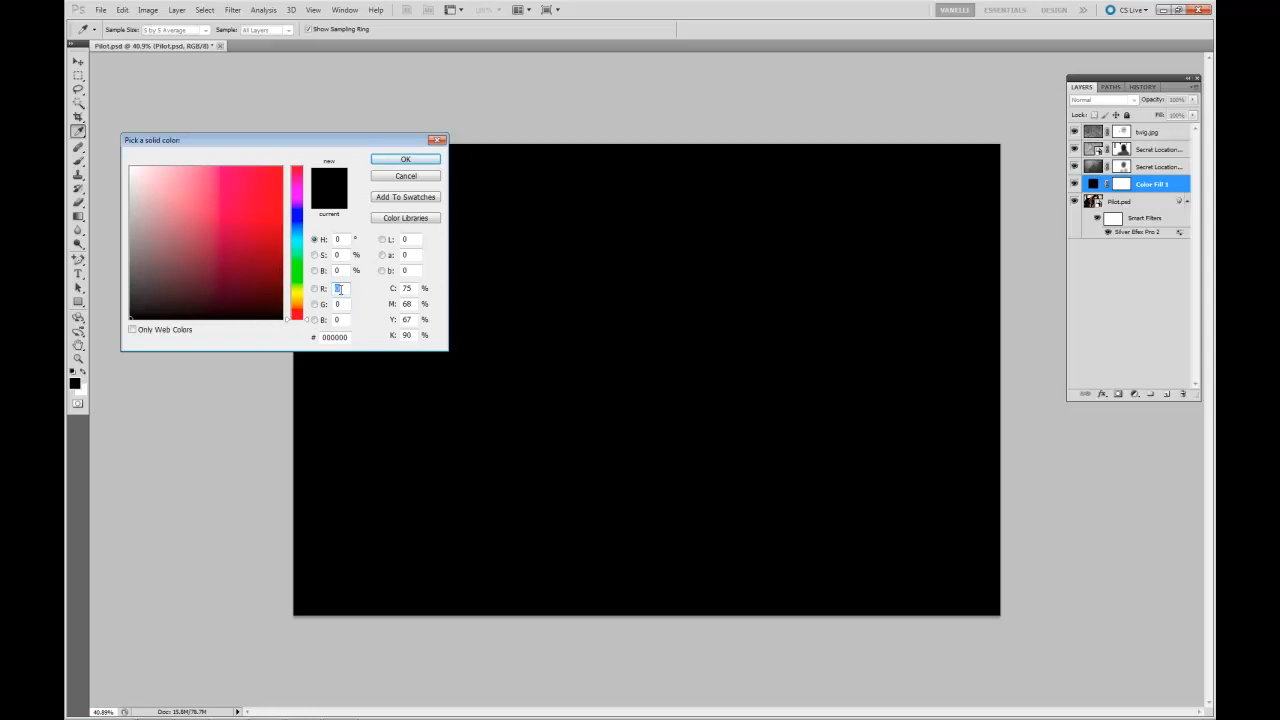 PS File Edit Image Layer Select Filter Analysis 3D View Window Help 100% VANELLI ESSENTIALS DESIGN CS Live
Sample Size: 5 by 5 Average Sample: All Layers Show Sampling Ring
Pilot.psd @ 40.9% (Pilot.psd, RGB/8) *
LAYERS PATHS HISTORY
Normal Opacity: 100%
Lock: Fill: 100%
twig.jpg
Secret Location...
Secret Location...
Color Fill 1
Pilot.psd
Smart Filters
Silver Efex Pro 2
Pick a solid color:
new
current
OK
Cancel
Add To Swatches
Color Libraries
H: 0 ° L: 0
S: 0 % a: 0
B: 0 % b: 0
R: 0 C: 75 %
G: 0 M: 68 %
B: 0 Y: 67 %
# 000000 K: 90 %
Only Web Colors
T
40.89% Doc: 15.8M/78.7M